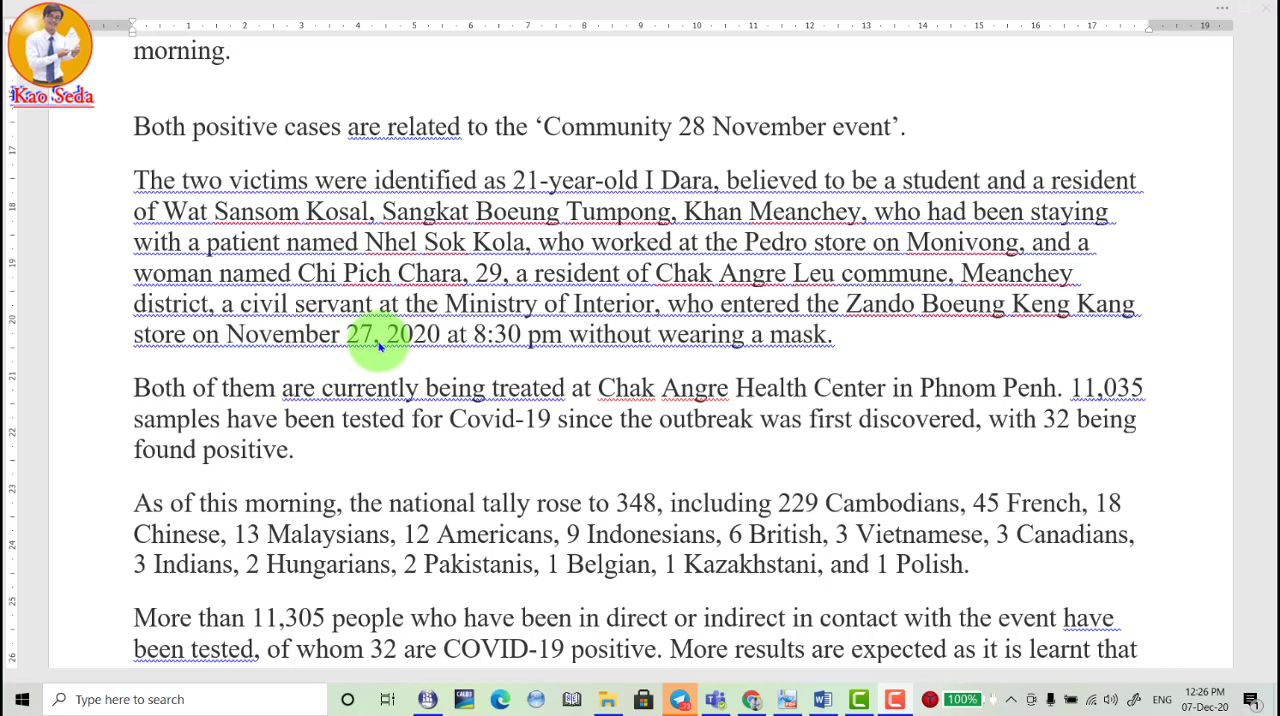 Kao Seda
morning.
Both positive cases are related to the ‘Community 28 November event’.
The two victims were identified as 21-year-old I Dara, believed to be a student and a resident
of Wat Sansom Kosal, Sangkat Boeung Tumpong, Khan Meanchey, who had been staying
with a patient named Nhel Sok Kola, who worked at the Pedro store on Monivong, and a
woman named Chi Pich Chara, 29, a resident of Chak Angre Leu commune, Meanchey
district, a civil servant at the Ministry of Interior, who entered the Zando Boeung Keng Kang
store on November 27, 2020 at 8:30 pm without wearing a mask.
Both of them are currently being treated at Chak Angre Health Center in Phnom Penh. 11,035
samples have been tested for Covid-19 since the outbreak was first discovered, with 32 being
found positive.
As of this morning, the national tally rose to 348, including 229 Cambodians, 45 French, 18
Chinese, 13 Malaysians, 12 Americans, 9 Indonesians, 6 British, 3 Vietnamese, 3 Canadians,
3 Indians, 2 Hungarians, 2 Pakistanis, 1 Belgian, 1 Kazakhstani, and 1 Polish.
More than 11,305 people who have been in direct or indirect in contact with the event have
been tested, of whom 32 are COVID-19 positive. More results are expected as it is learnt that
Type here to search
100%
ENG
12:26 PM
07-Dec-20